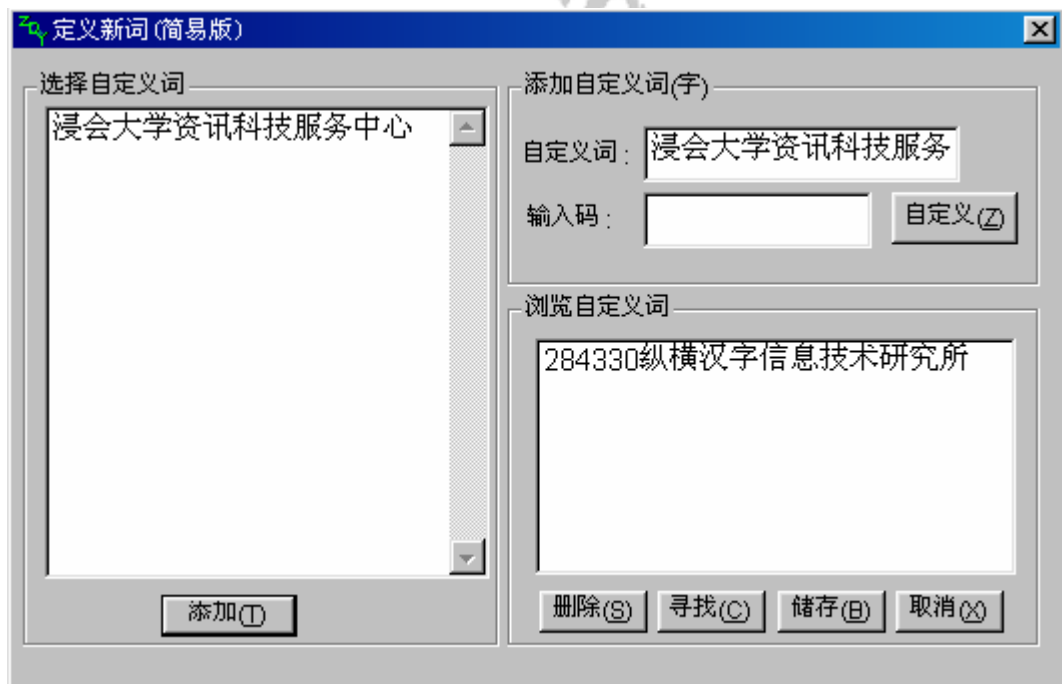 ZDY 定义新词(简易版)
选择自定义词
浸会大学资讯科技服务中心
添加(T)
添加自定义词(字)
自定义词: 浸会大学资讯科技服务
输入码: 自定义(Z)
浏览自定义词
284330纵横汉字信息技术研究所
删除(S) 寻找(C) 储存(B) 取消(X)